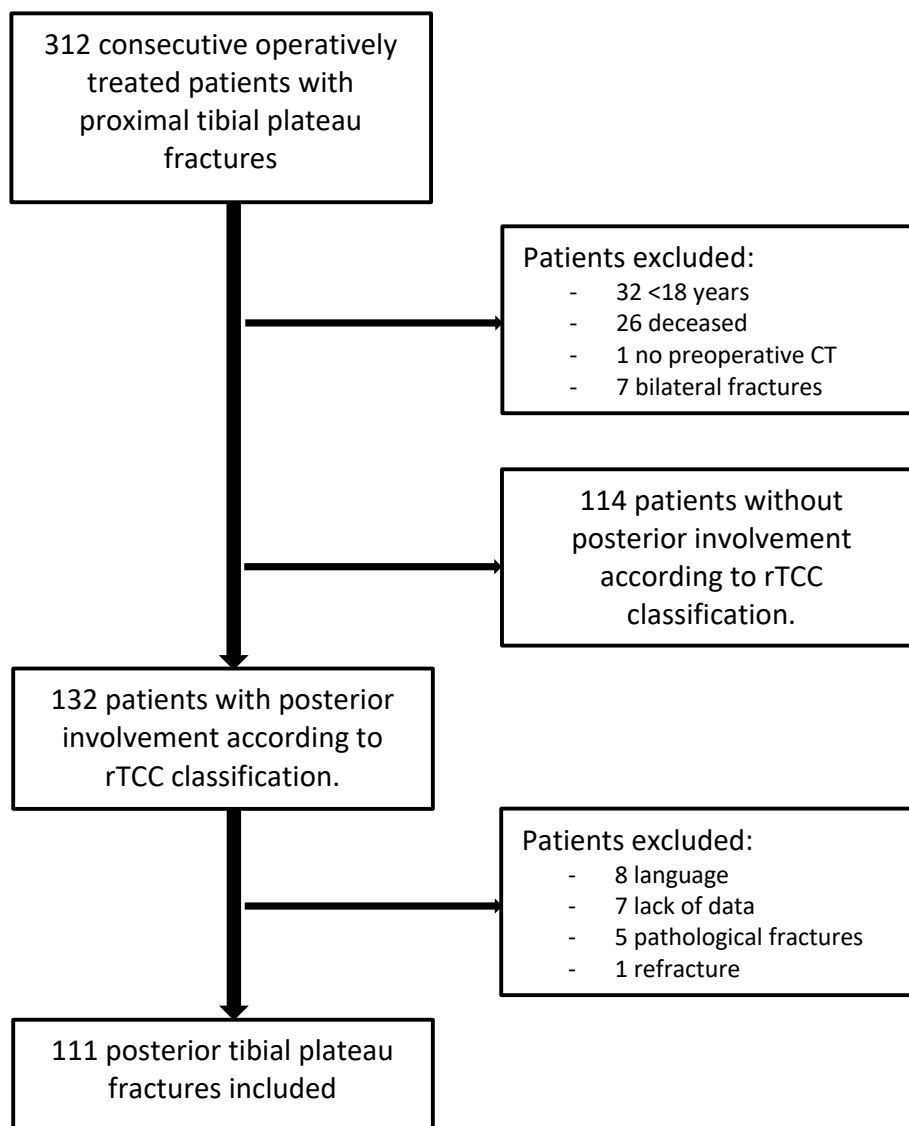 312 consecutive operatively
treated patients with
proximal tibial plateau
fractures
Patients excluded:
- 32 <18 years
- 26 deceased
- 1 no preoperative CT
- 7 bilateral fractures
114 patients without
posterior involvement
according to rTCC
classification.
132 patients with posterior
involvement according to
rTCC classification.
Patients excluded:
- 8 language
- 7 lack of data
- 5 pathological fractures
- 1 refracture
111 posterior tibial plateau
fractures included